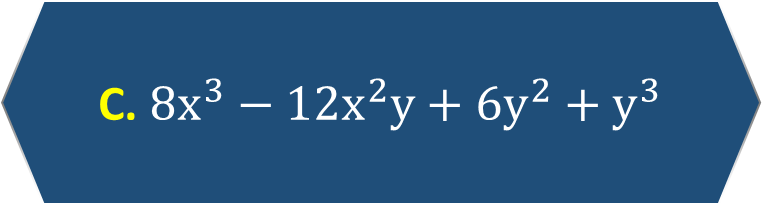 C. 8x³ − 12x²y + 6y² + y³